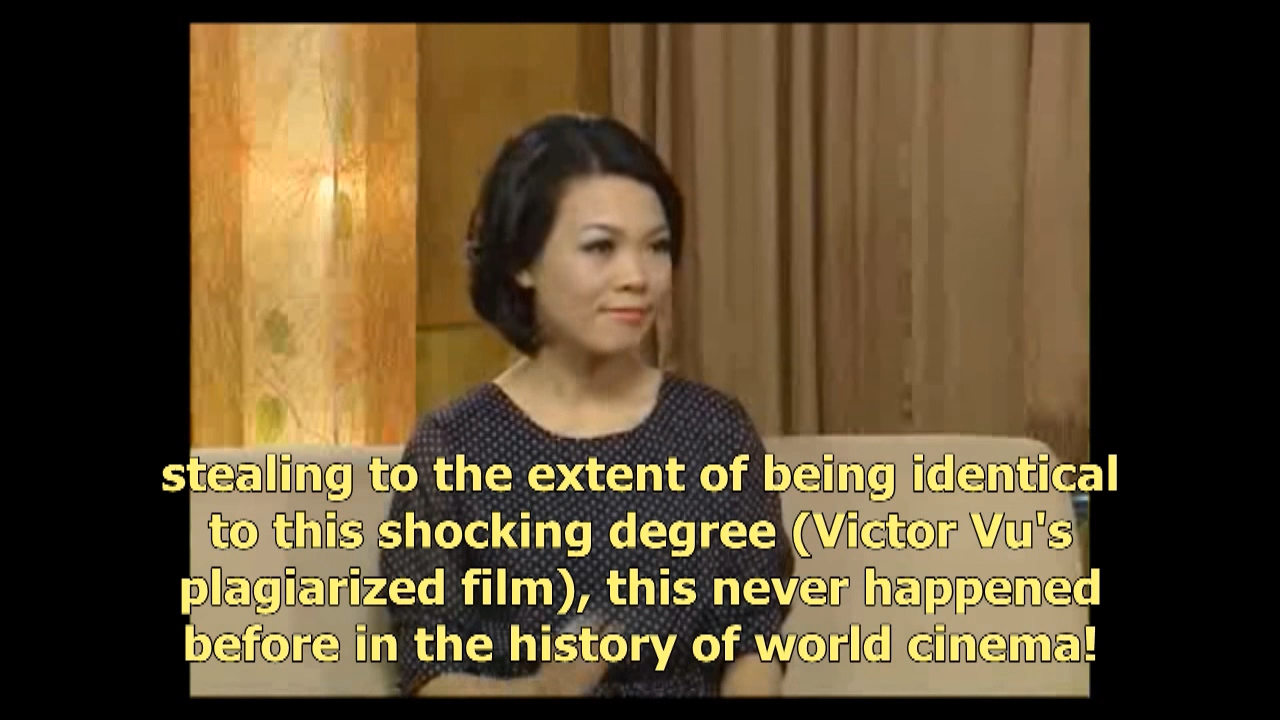 stealing to the extent of being identical
to this shocking degree (Victor Vu's
plagiarized film), this never happened
before in the history of world cinema!